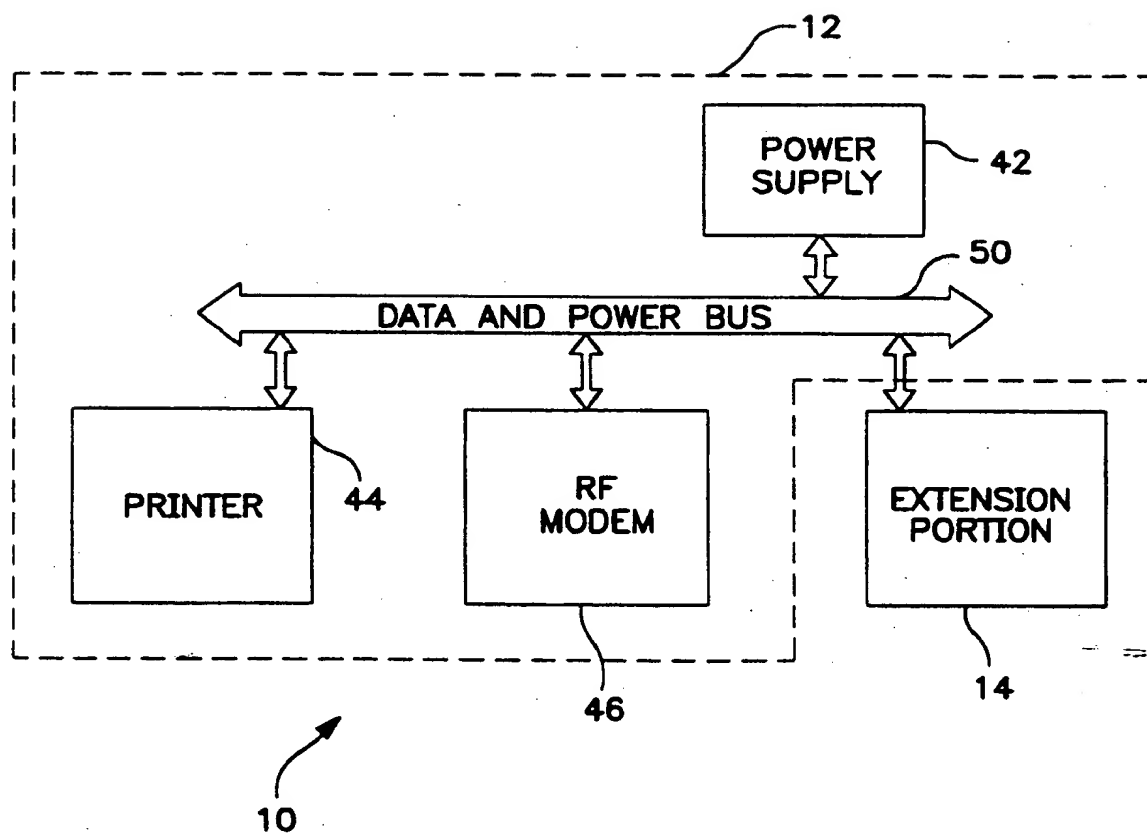 12
POWER
SUPPLY
42
50
DATA AND POWER BUS
PRINTER
44
RF
MODEM
46
EXTENSION
PORTION
14
10